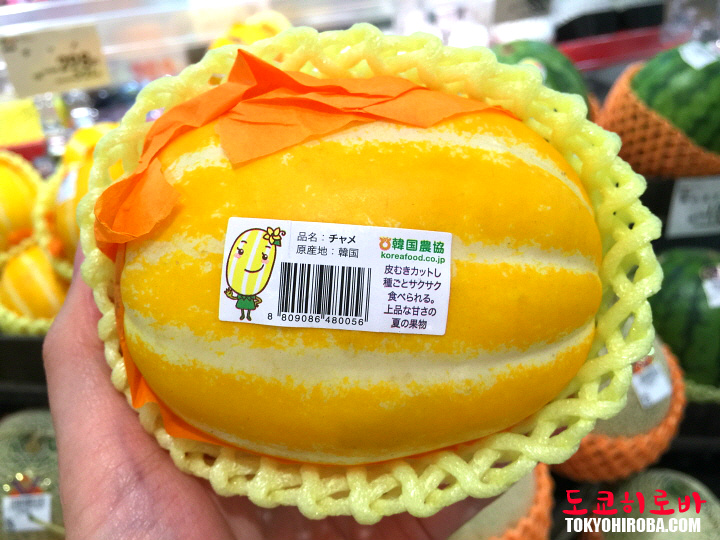 品名：チャメ
原産地：韓国
韓国農協
koreafood.co.jp
皮むきカットし
種ごとサクサク
食べられる。
上品な甘さの
夏の果物
8 809086 480056
도쿄히로바
TOKYOHIROBA.COM